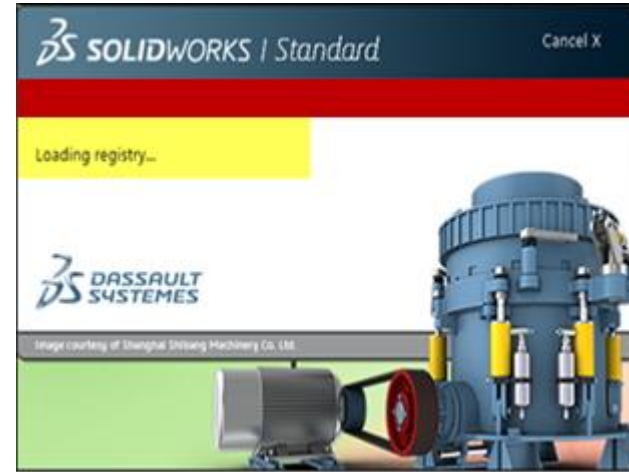 SOLIDWORKS | Standard
Cancel X
Loading registry...
DASSAULT
SYSTEMES
Image courtesy of Shanghai Shibang Machinery Co. Ltd.